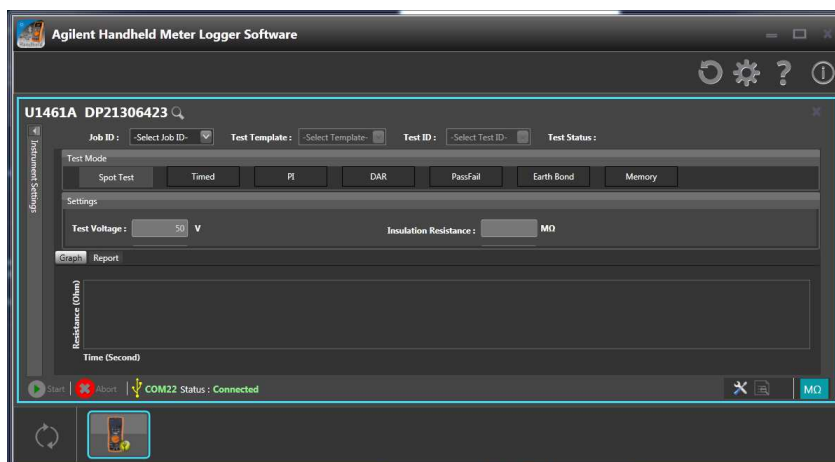 Agilent Handheld Meter Logger Software
U1461A DP21306423
Job ID : -Select Job ID- Test Template : -Select Template- Test ID : -Select Test ID- Test Status :
Instrument Settings
Test Mode
Spot Test Timed PI DAR PassFail Earth Bond Memory
Settings
Test Voltage : 50 V Insulation Resistance : MΩ
Graph Report
Resistance (Ohm)
Time (Second)
Start Abort COM22 Status : Connected MΩ